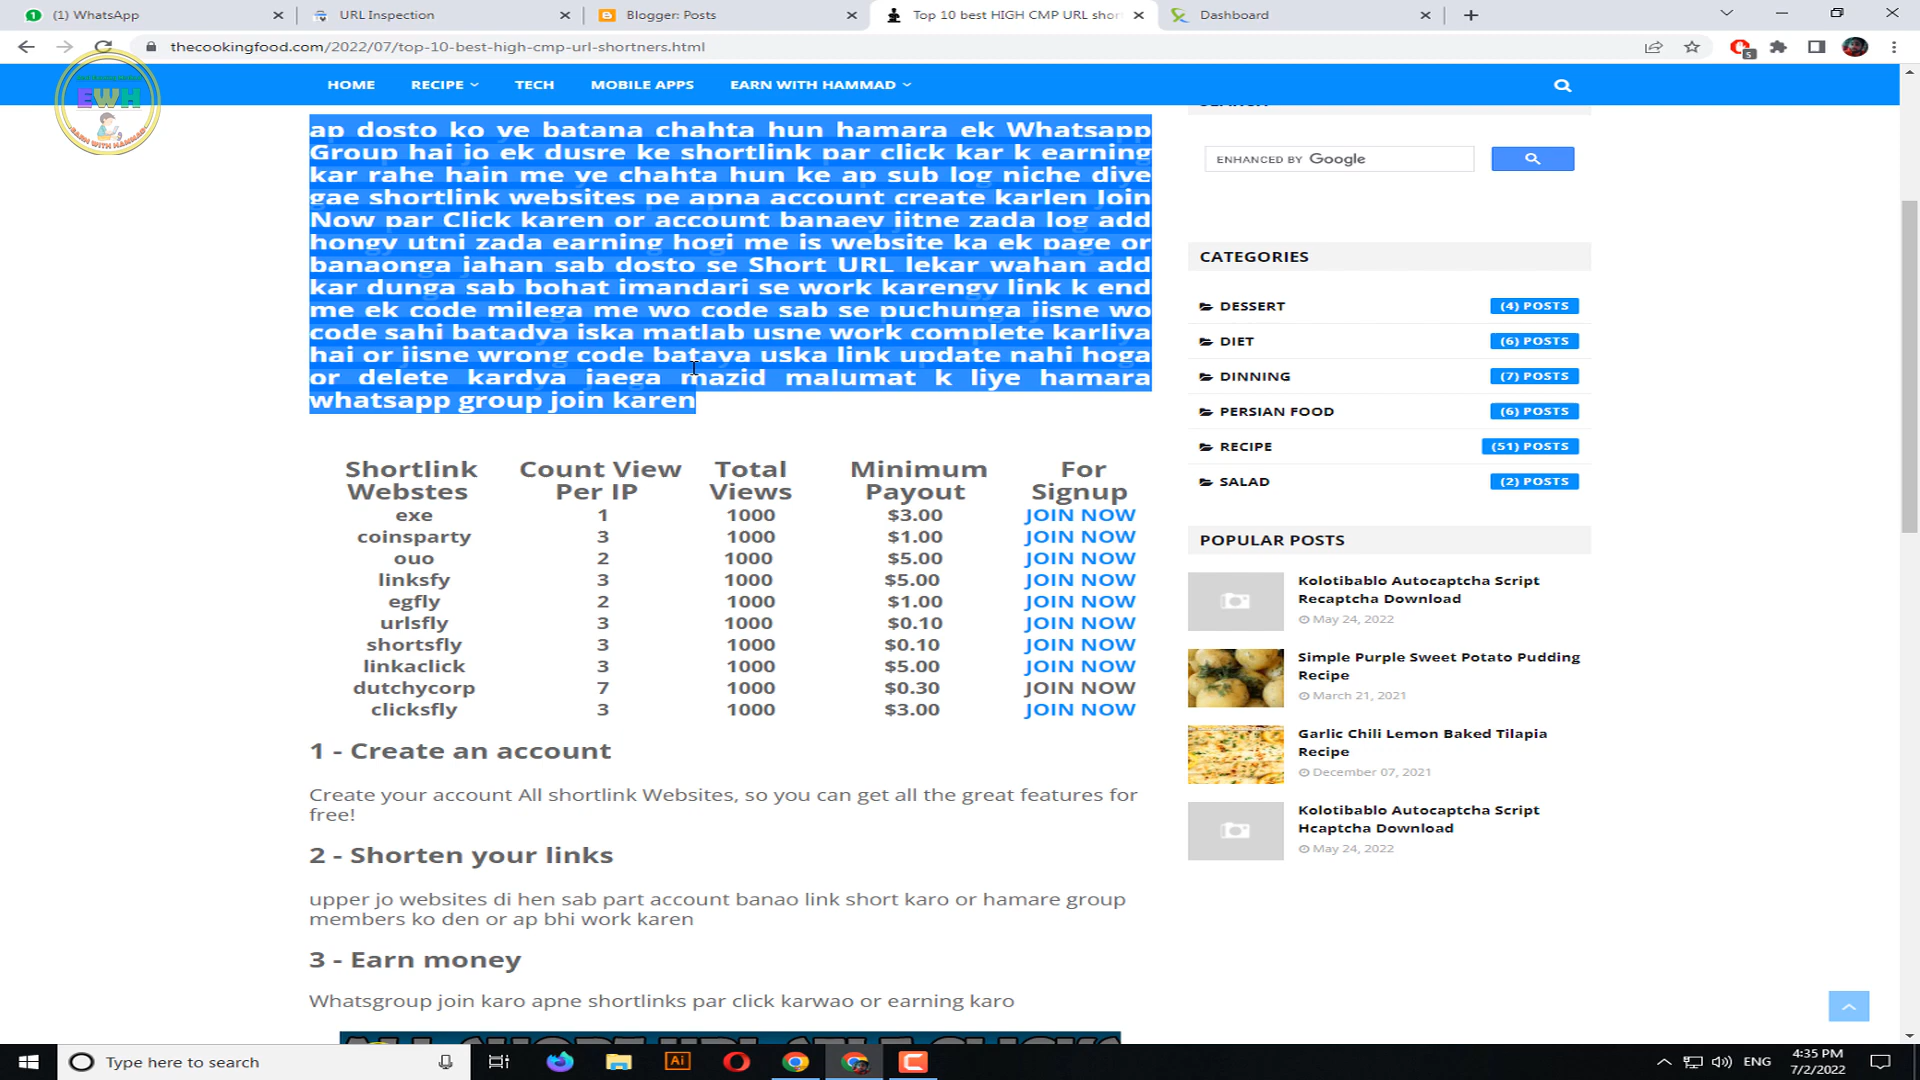 (1) WhatsApp
URL Inspection
Blogger: Posts
Top 10 best HIGH CMP URL shor
Dashboard
thecookingfood.com/2022/07/top-10-best-high-cmp-url-shortners.html
5
EWH
EARN WITH HAMMAD
HOME
RECIPE
TECH
MOBILE APPS
EARN WITH HAMMAD
ap dosto ko ye batana chahta hun hamara ek Whatsapp
Group hai jo ek dusre ke shortlink par click kar k earning
kar rahe hain me ye chahta hun ke ap sub log niche diye
gae shortlink websites pe apna account create karlen Join
Now par Click karen or account banaey jitne zada log add
hongy utni zada earning hogi me is website ka ek page or
banaonga jahan sab dosto se Short URL lekar wahan add
kar dunga sab bohat imandari se work karengy link k end
me ek code milega me wo code sab se puchunga jisne wo
code sahi batadya iska matlab usne work complete karliya
hai or jisne wrong code bataya uska link update nahi hoga
or delete kardya jaega mazid malumat k liye hamara
whatsapp group join karen
Shortlink Webstes | Count View Per IP | Total Views | Minimum Payout | For Signup
exe 1 1000 $3.00 JOIN NOW
coinsparty 3 1000 $1.00 JOIN NOW
ouo 2 1000 $5.00 JOIN NOW
linksfy 3 1000 $5.00 JOIN NOW
egfly 2 1000 $1.00 JOIN NOW
urlsfly 3 1000 $0.10 JOIN NOW
shortsfly 3 1000 $0.10 JOIN NOW
linkaclick 3 1000 $5.00 JOIN NOW
dutchycorp 7 1000 $0.30 JOIN NOW
clicksfly 3 1000 $3.00 JOIN NOW
1 - Create an account
Create your account All shortlink Websites, so you can get all the great features for
free!
2 - Shorten your links
upper jo websites di hen sab part account banao link short karo or hamare group
members ko den or ap bhi work karen
3 - Earn money
Whatsgroup join karo apne shortlinks par click karwao or earning karo
ENHANCED BY Google
CATEGORIES
DESSERT (4) POSTS
DIET (6) POSTS
DINNING (7) POSTS
PERSIAN FOOD (6) POSTS
RECIPE (51) POSTS
SALAD (2) POSTS
POPULAR POSTS
Kolotibablo Autocaptcha Script
Recaptcha Download
May 24, 2022
Simple Purple Sweet Potato Pudding
Recipe
March 21, 2021
Garlic Chili Lemon Baked Tilapia
Recipe
December 07, 2021
Kolotibablo Autocaptcha Script
Hcaptcha Download
May 24, 2022
Type here to search
Ai
ENG
4:35 PM
7/2/2022